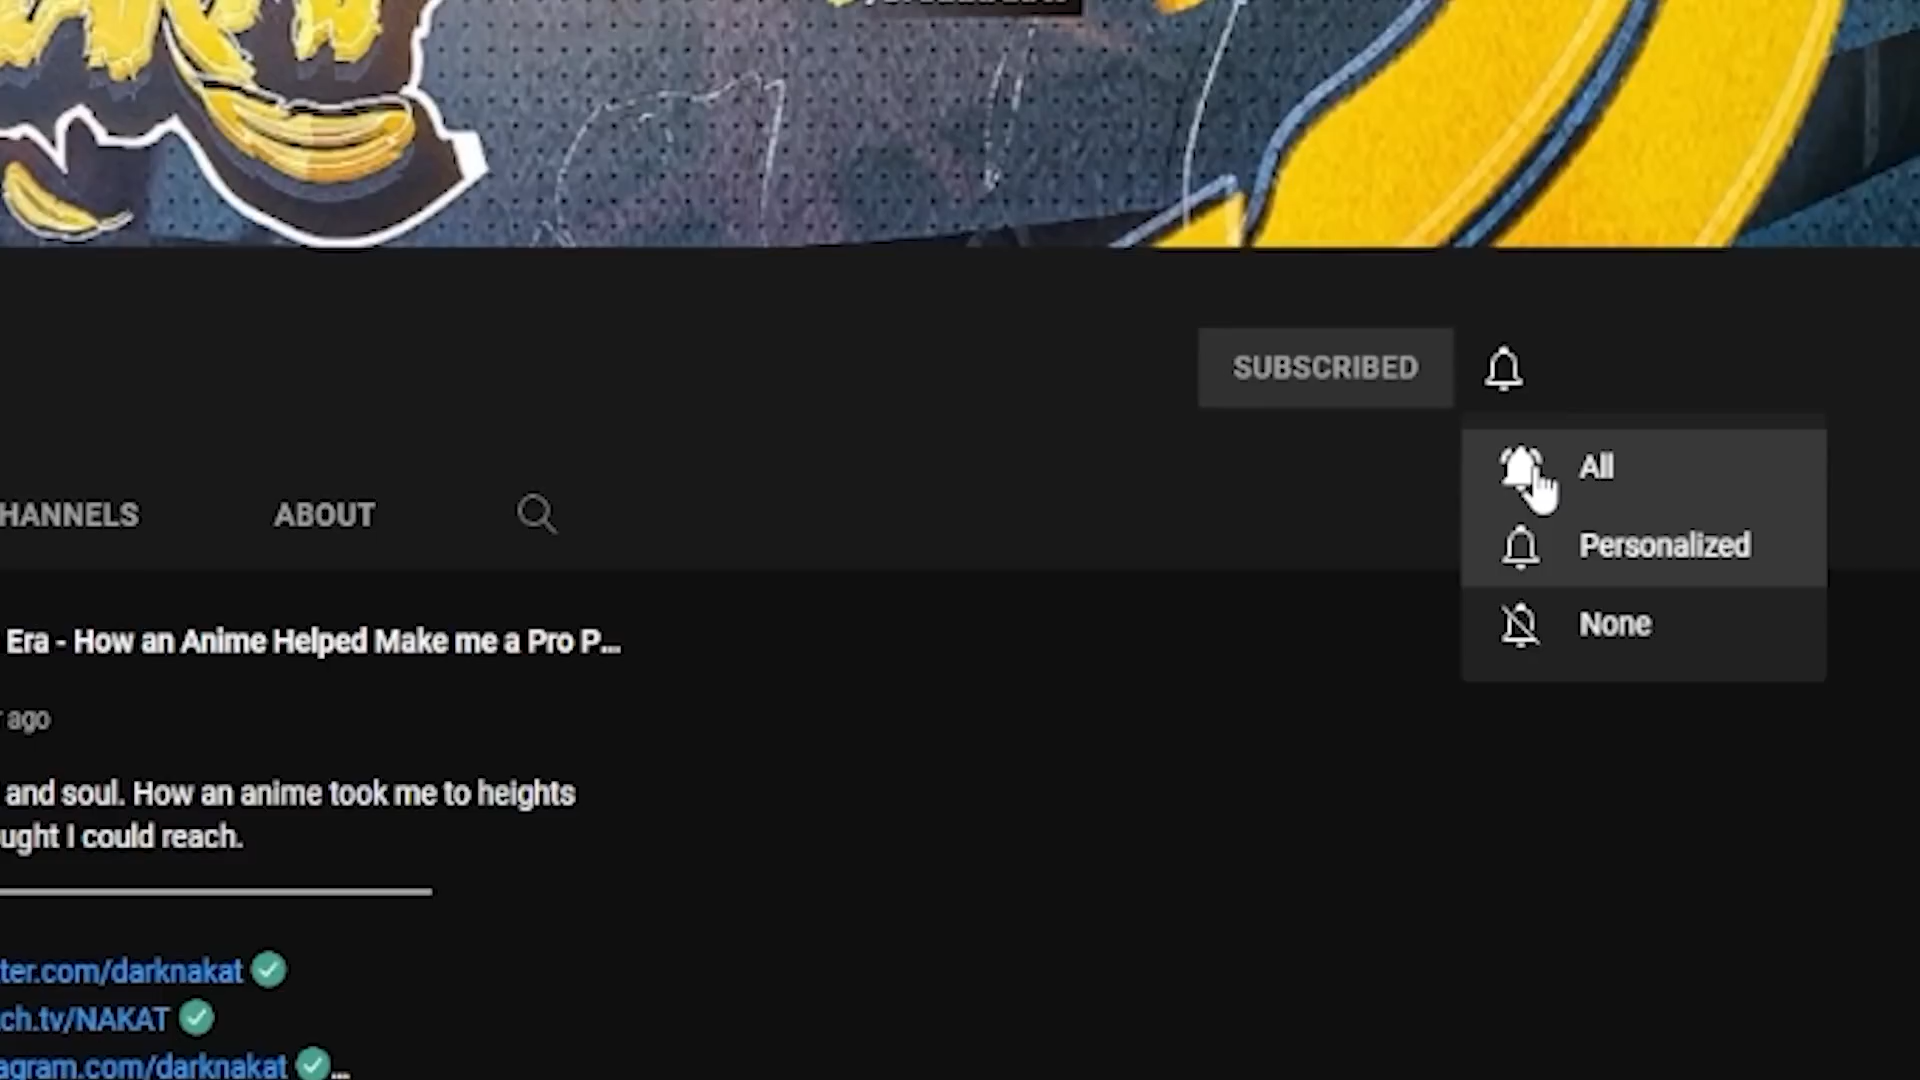 SUBSCRIBED
All
HANNELS
ABOUT
Personalized
None
Era - How an Anime Helped Make me a Pro P...
ago
and soul. How an anime took me to heights
ught I could reach.
ter.com/darknakat
ch.tv/NAKAT
agram.com/darknakat ...